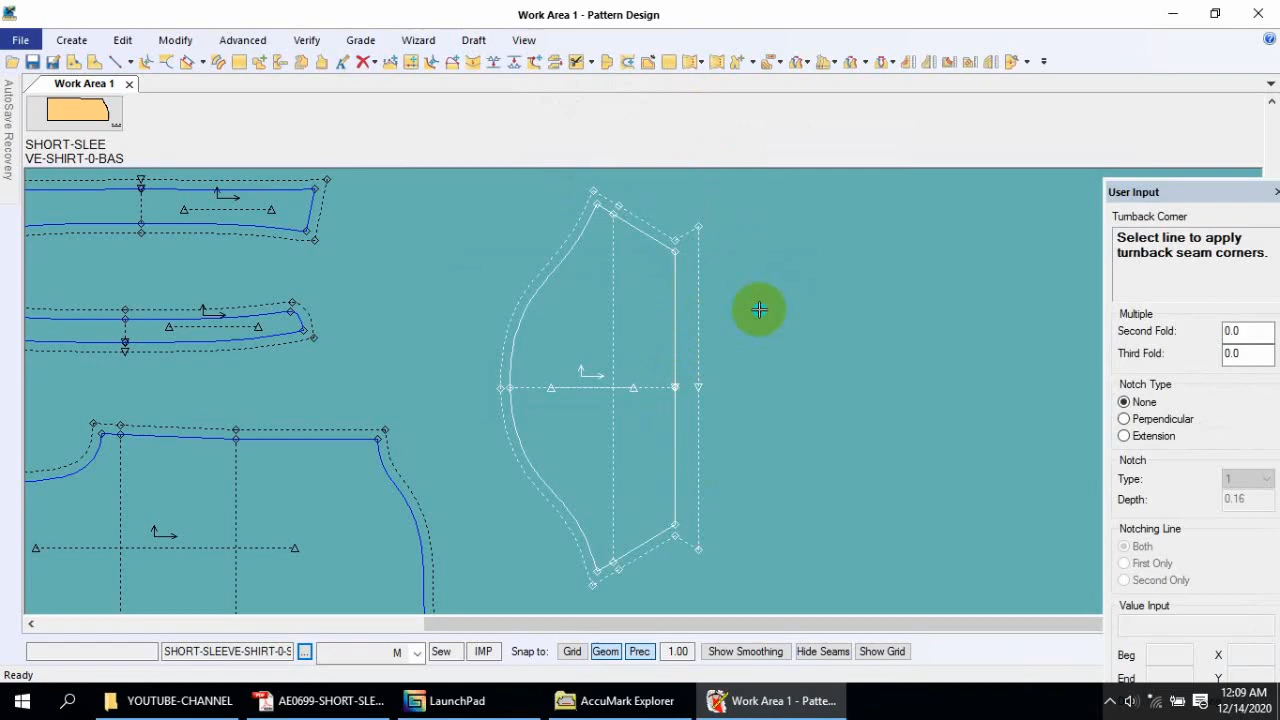 Work Area 1 - Pattern Design
File Create Edit Modify Advanced Verify Grade Wizard Draft View
Work Area 1
AutoSave Recovery
SHORT-SLEE
VE-SHIRT-0-BAS
User Input
Turnback Corner
Select line to apply
turnback seam corners.
Multiple
Second Fold: 0.0
Third Fold: 0.0
Notch Type
None
Perpendicular
Extension
Notch
Type: 1
Depth: 0.16
Notching Line
Both
First Only
Second Only
Value Input
Beg X
End Y
SHORT-SLEEVE-SHIRT-0-S M Sew IMP Snap to: Grid Geom Prec 1.00 Show Smoothing Hide Seams Show Grid
Ready
YOUTUBE-CHANNEL AE0699-SHORT-SLE... LaunchPad AccuMark Explorer Work Area 1 - Patte...
12:09 AM
12/14/2020